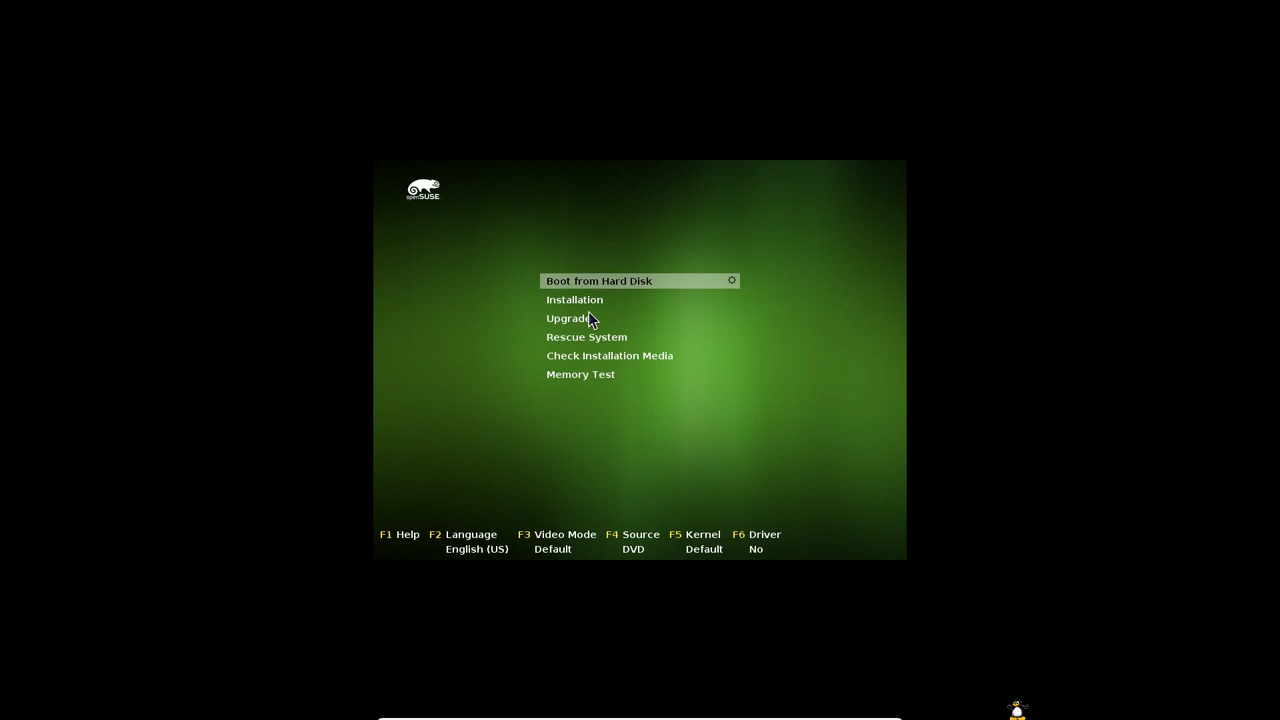 openSUSE
Boot from Hard Disk
Installation
Upgrade
Rescue System
Check Installation Media
Memory Test
F1 Help F2 Language F3 Video Mode F4 Source F5 Kernel F6 Driver
English (US) Default DVD Default No